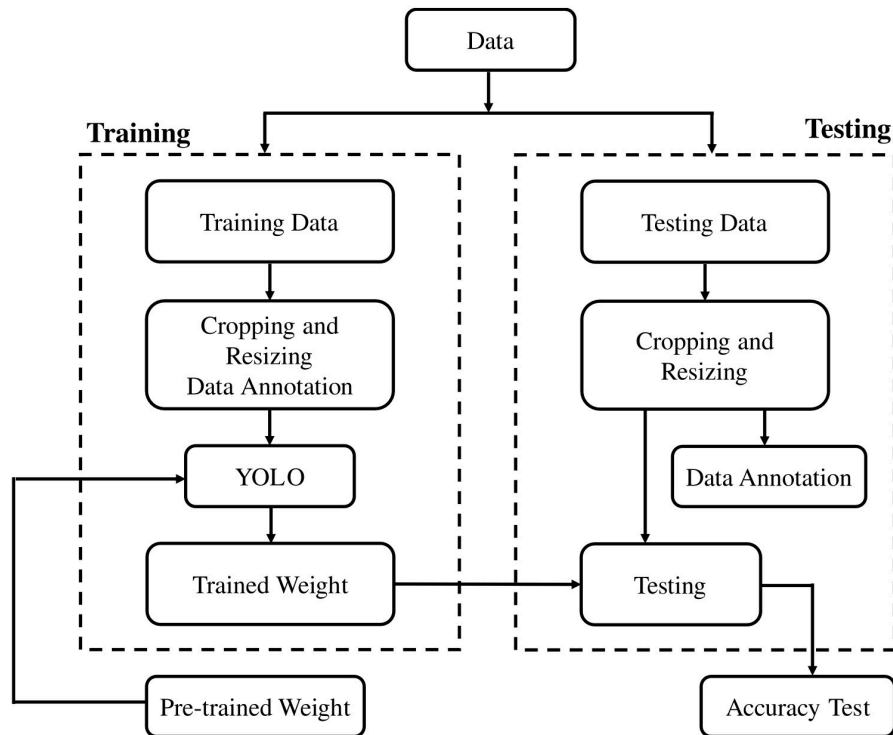 Data
Training
Testing
Training Data
Cropping and
Resizing
Data Annotation
YOLO
Trained Weight
Pre-trained Weight
Testing Data
Cropping and
Resizing
Data Annotation
Testing
Accuracy Test